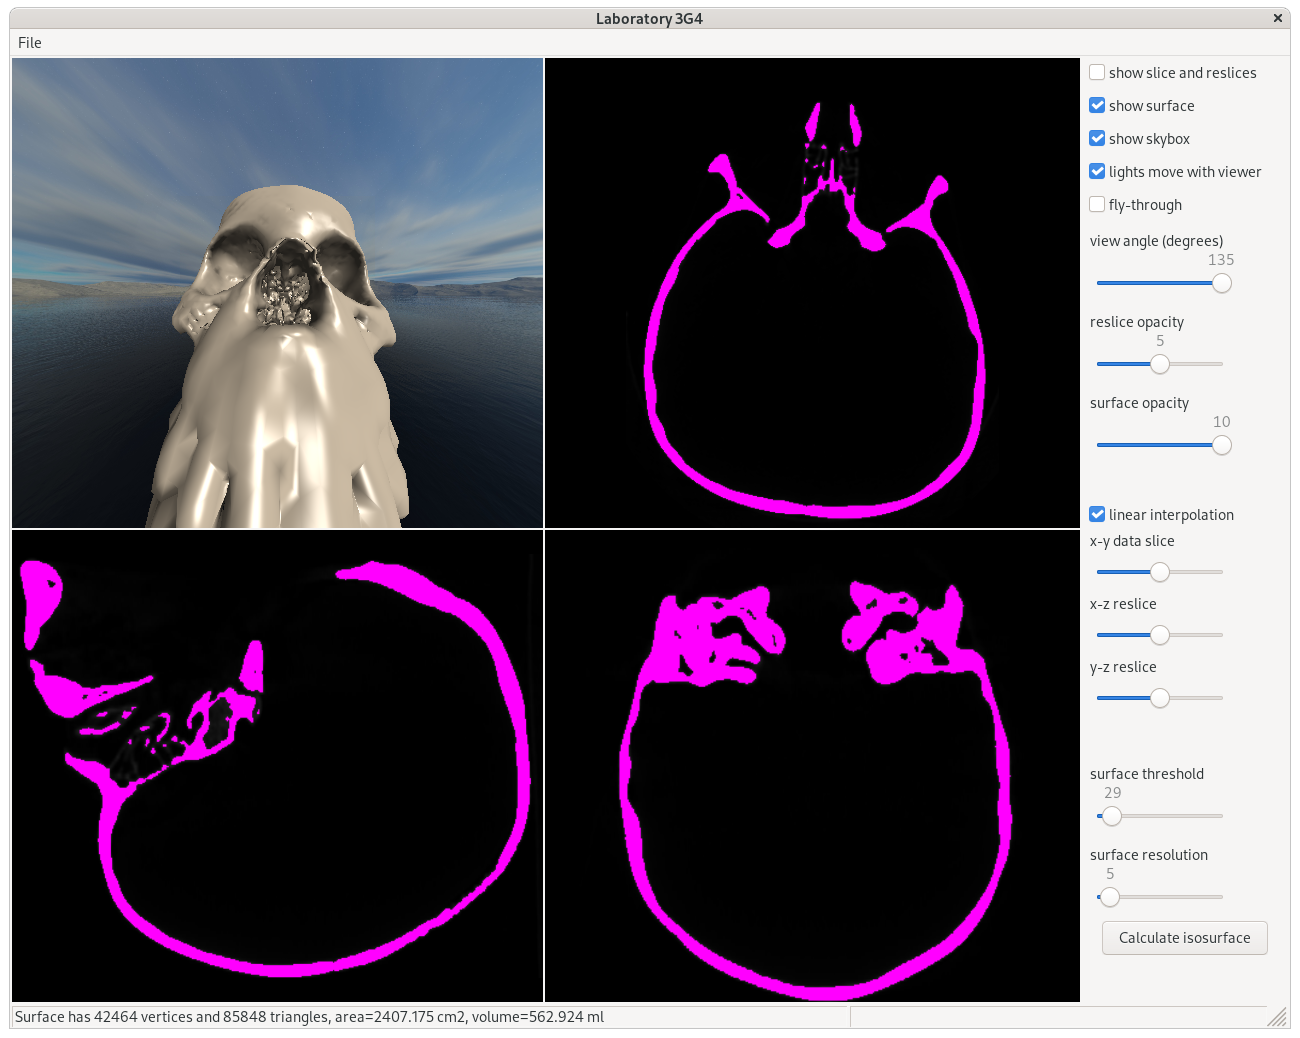 Laboratory 3G4
File
show slice and reslices
show surface
show skybox
lights move with viewer
fly-through
view angle (degrees)
135
reslice opacity
5
surface opacity
10
linear interpolation
x-y data slice
x-z reslice
y-z reslice
surface threshold
29
surface resolution
5
Calculate isosurface
Surface has 42464 vertices and 85848 triangles, area=2407.175 cm2, volume=562.924 ml